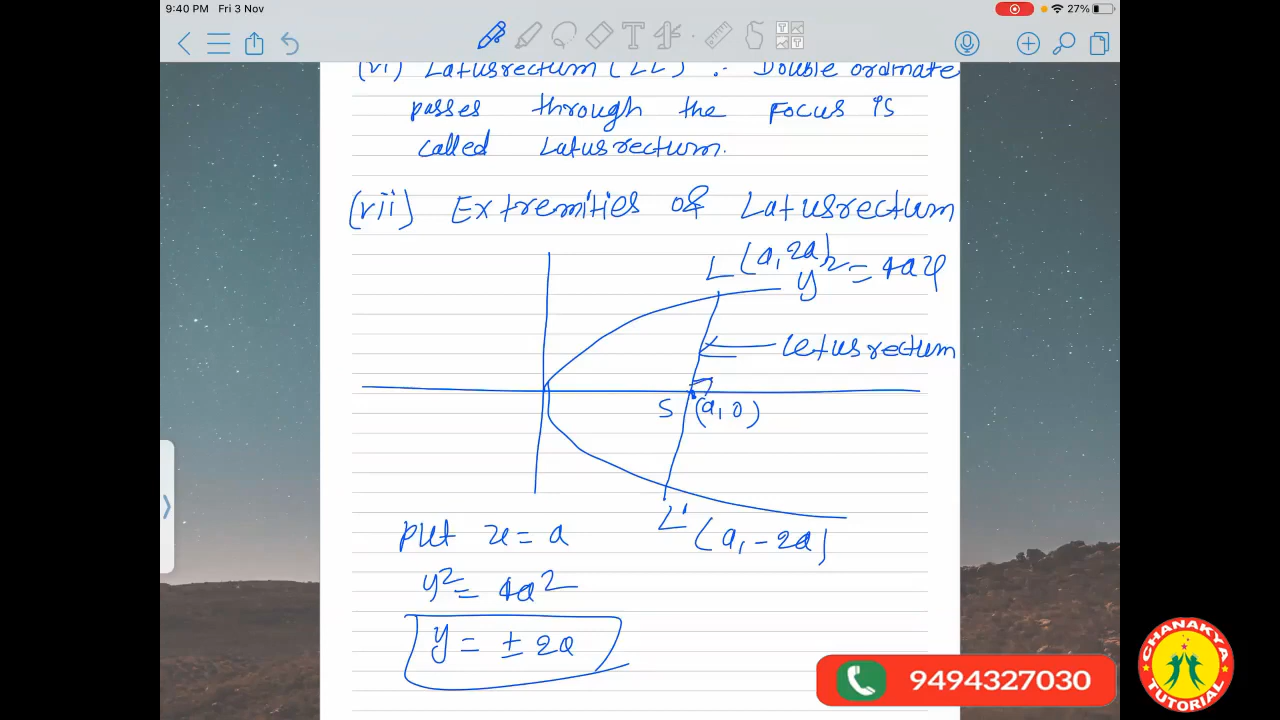 9:40 PM Fri 3 Nov
27%
(vi) Latusrectum (LL') :- Double ordinate
passes through the Focus is
called Latusrectum.
(vii) Extremities of Latusrectum
L (a, 2a)
y² = 4ax
Letusrectum
S (a, 0)
L' (a, -2a)
put x = a
y² = 4a²
y = ± 2a
9494327030
CHANAKYA
TUTORIAL